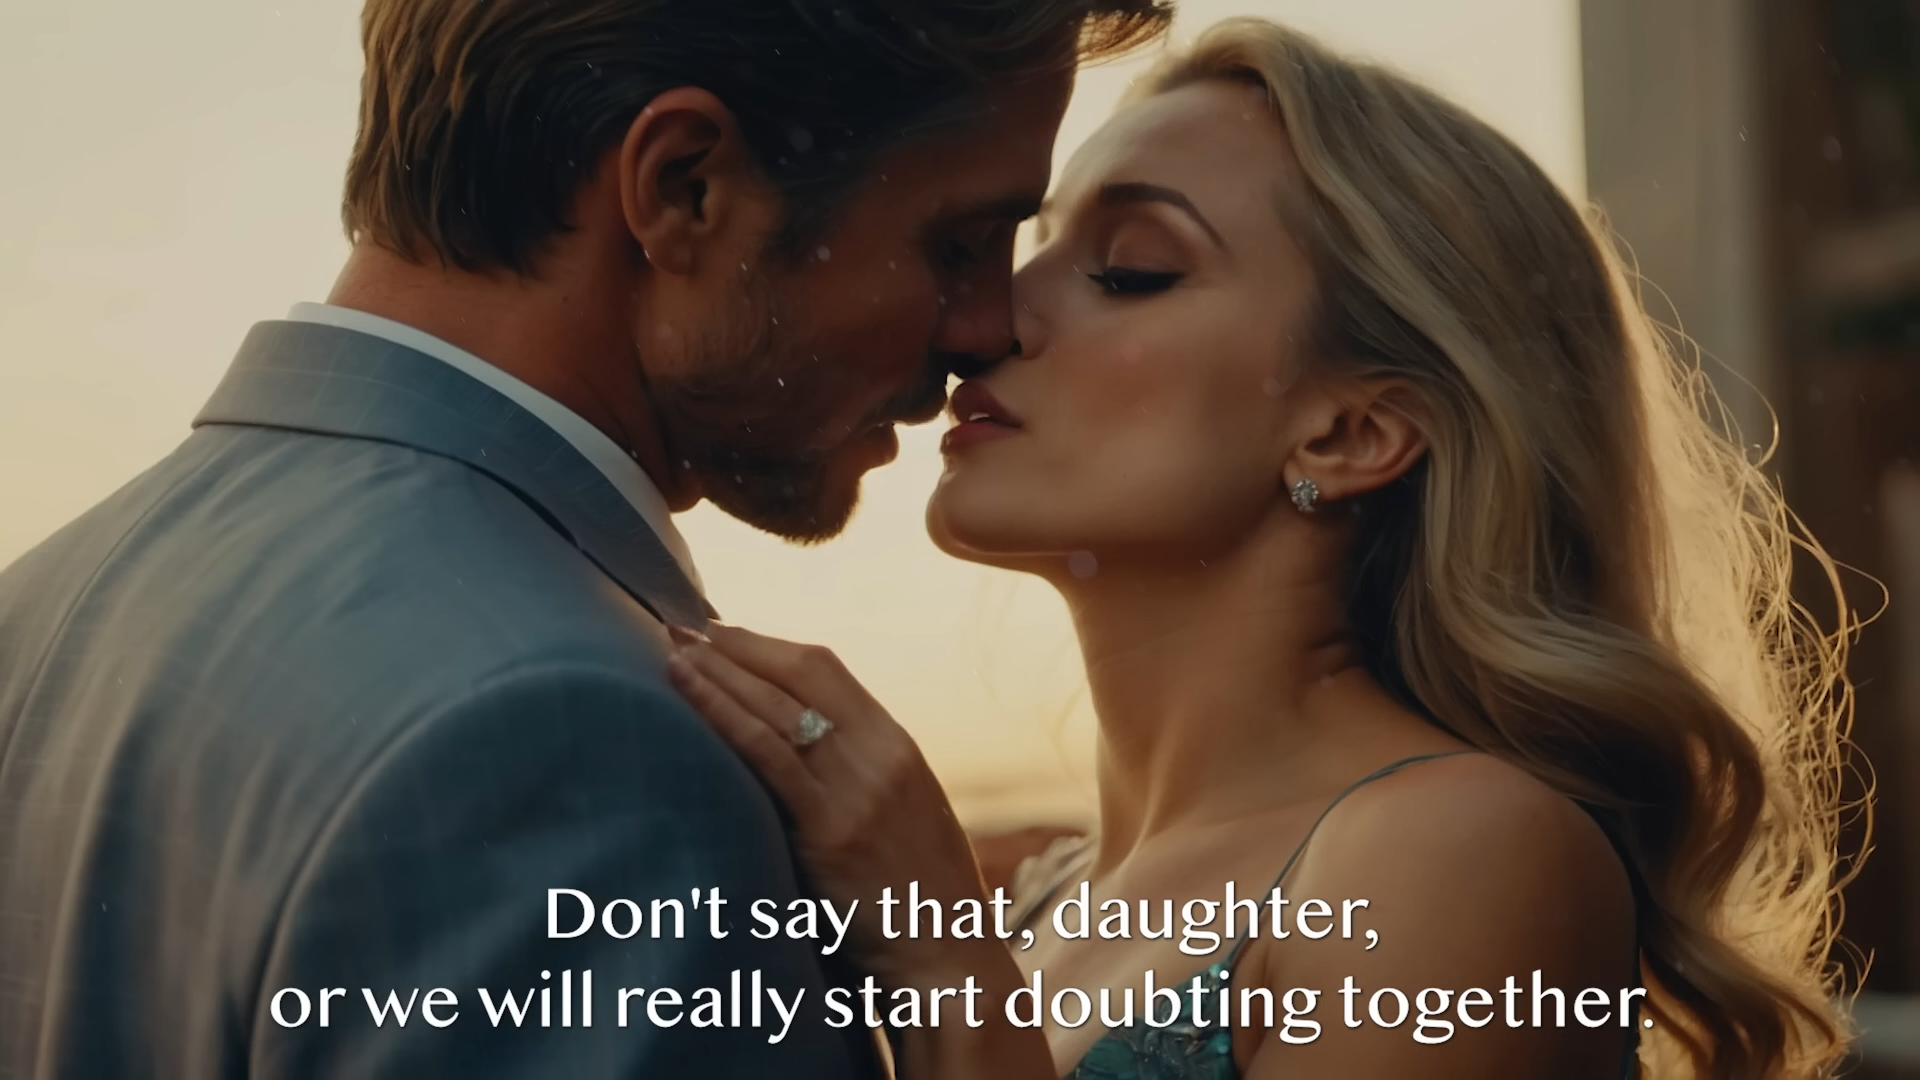 Don't say that, daughter,
or we will really start doubting together.